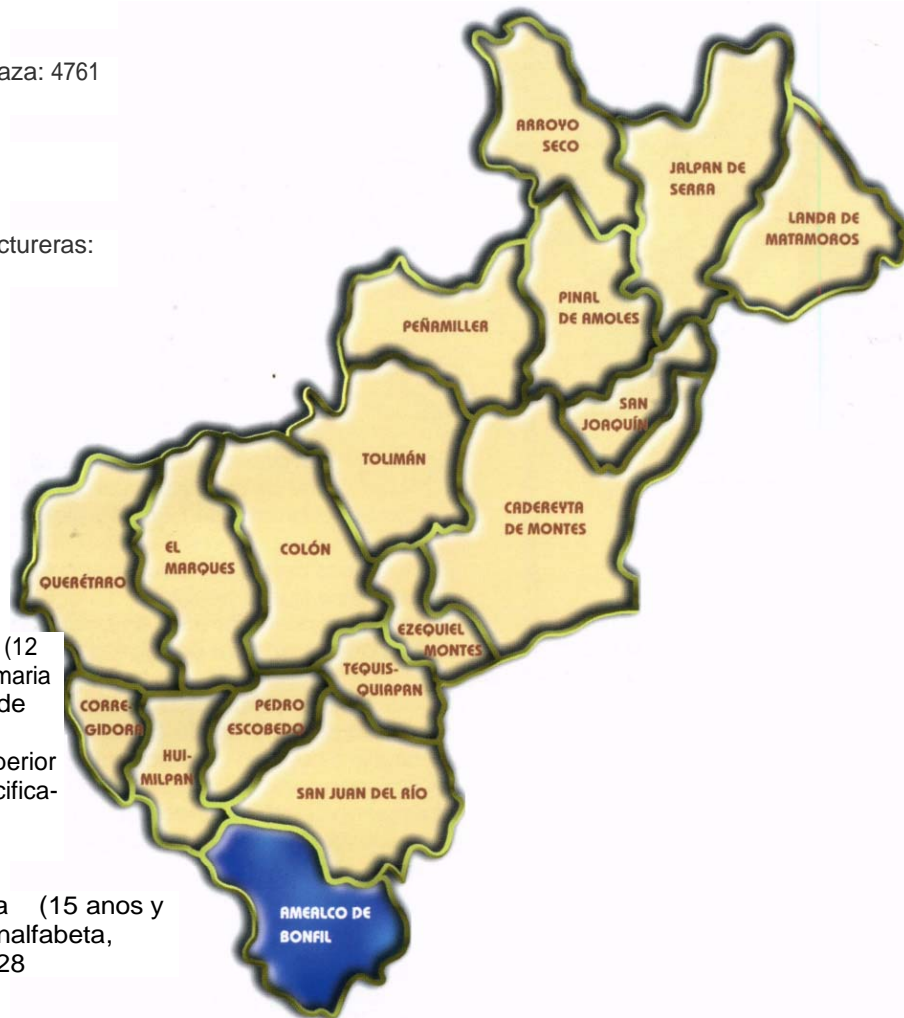 aza: 4761
ARROYO
SECO
JALPAN DE
SERRA
LANDA DE
MATAMOROS
ctureras:
PINAL
DE AMOLES
PEÑAMILLER
SAN
JOAQUÍN
TOLIMÁN
CADEREYTA
DE MONTES
EL
MARQUES
COLÓN
QUERÉTARO
EZEQUIEL
MONTES
(12
maria
de
perior
cifica-
TEQUIS-
QUIAPAN
CORRE-
GIDORA
PEDRO
ESCOBEDO
HUI-
MILPAN
SAN JUAN DEL RÍO
a (15 anos y
nalfabeta,
28
AMEALCO DE
BONFIL